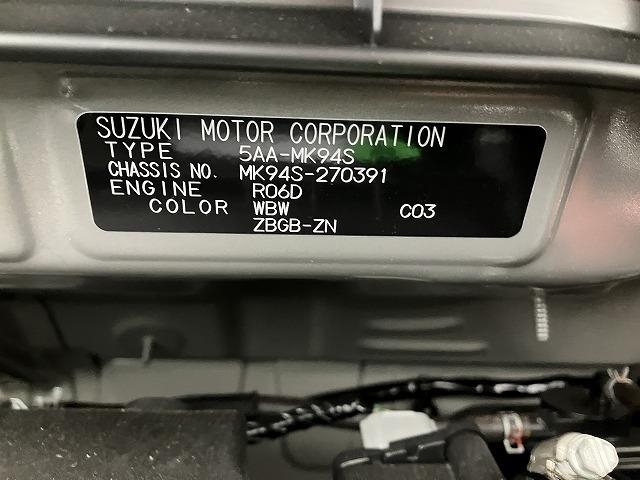 SUZUKI MOTOR CORPORATION
TYPE 5AA-MK94S
CHASSIS NO. MK94S-270391
ENGINE R06D
COLOR WBW C03
ZBGB-ZN